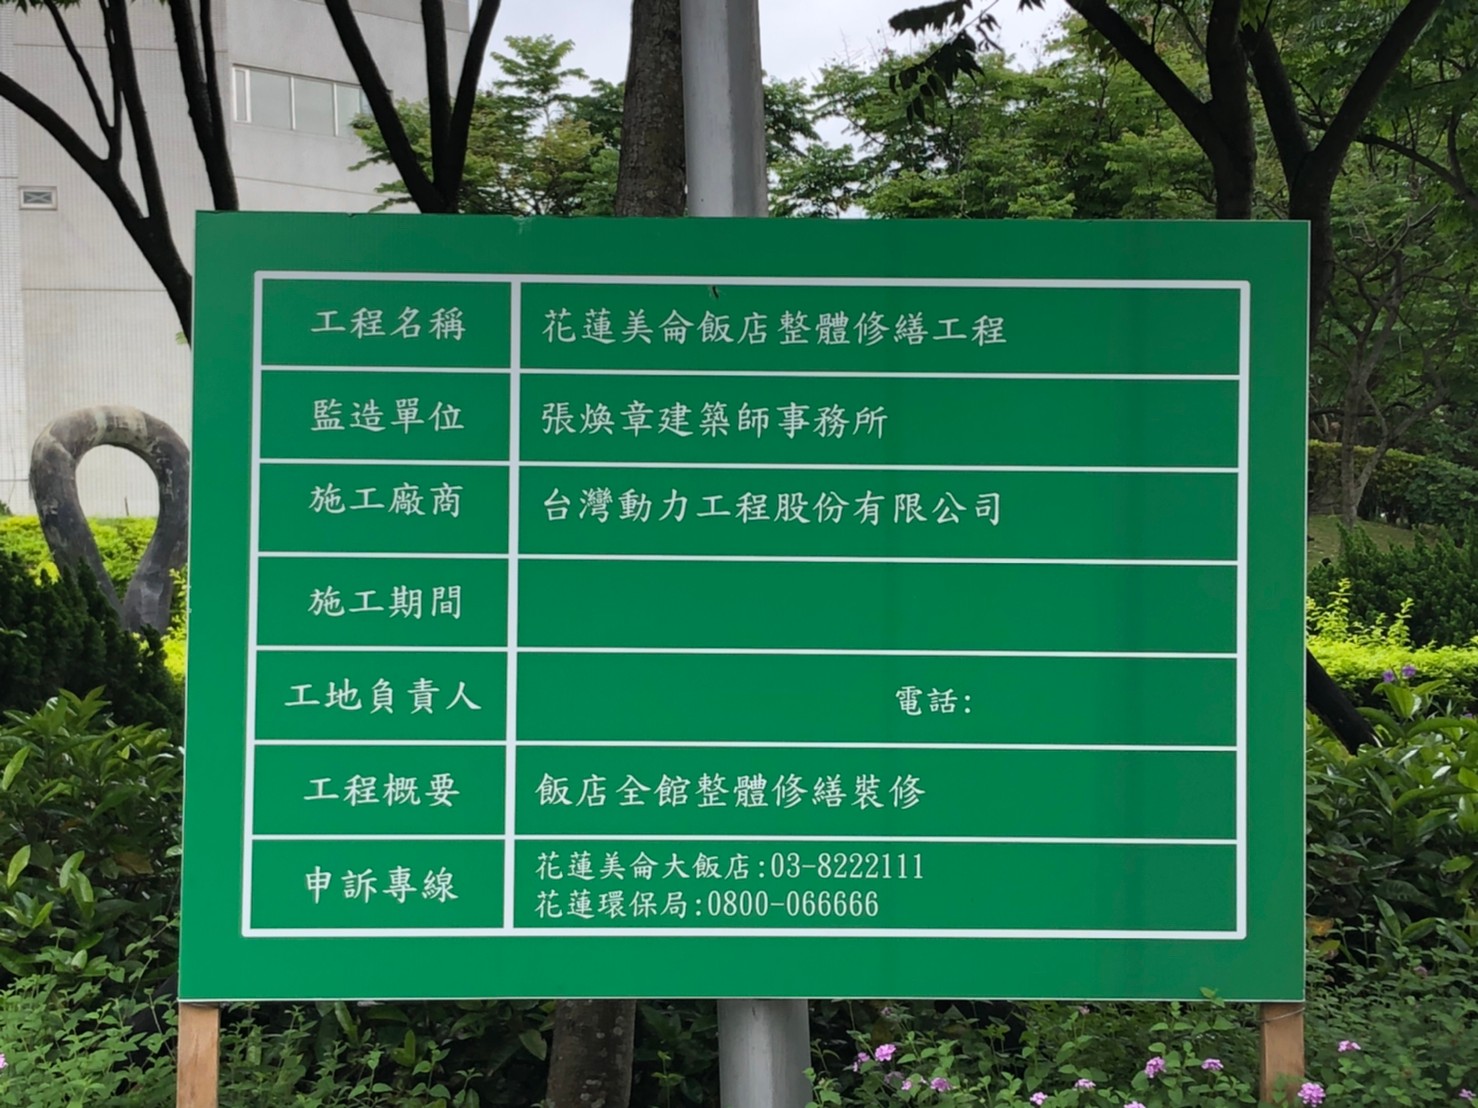 工程名稱 花蓮美侖飯店整體修繕工程
監造單位 張煥章建築師事務所
施工廠商 台灣動力工程股份有限公司
施工期間
工地負責人 電話:
工程概要 飯店全館整體修繕裝修
申訴專線 花蓮美侖大飯店:03-8222111
花蓮環保局:0800-066666